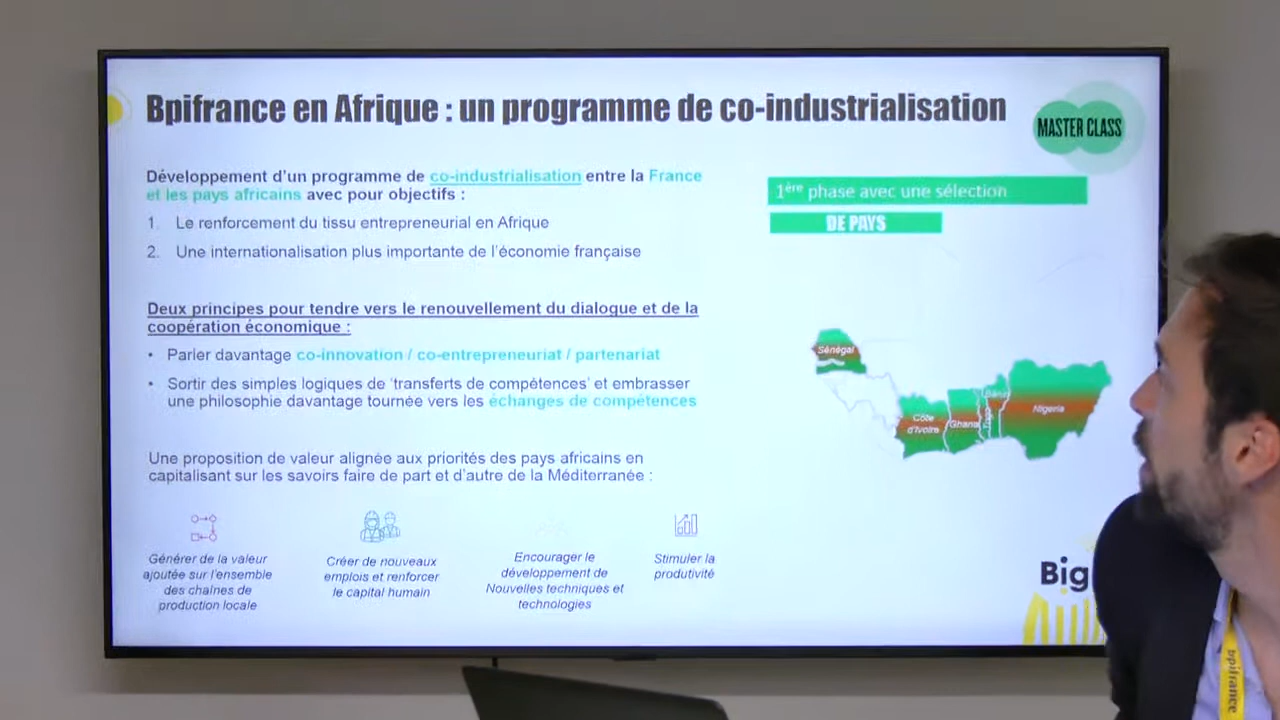 Bpifrance en Afrique : un programme de co-industrialisation
MASTER CLASS
Développement d'un programme de co-industrialisation entre la France
et les pays africains avec pour objectifs :
1. Le renforcement du tissu entrepreneurial en Afrique
2. Une internationalisation plus importante de l'économie française
Deux principes pour tendre vers le renouvellement du dialogue et de la
coopération économique :
• Parler davantage co-innovation / co-entrepreneuriat / partenariat
• Sortir des simples logiques de 'transferts de compétences' et embrasser
une philosophie davantage tournée vers les échanges de compétences
Une proposition de valeur alignée aux priorités des pays africains en
capitalisant sur les savoirs faire de part et d'autre de la Méditerranée :
Générer de la valeur
ajoutée sur l'ensemble
des chaînes de
production locale
Créer de nouveaux
emplois et renforcer
le capital humain
Encourager le
développement de
Nouvelles techniques et
technologies
Stimuler la
produtivité
1ère phase avec une sélection
DE PAYS
Sénégal
Côte
d'Ivoire
Ghana
Togo
Bénin
Nigeria
Big
bpifrance